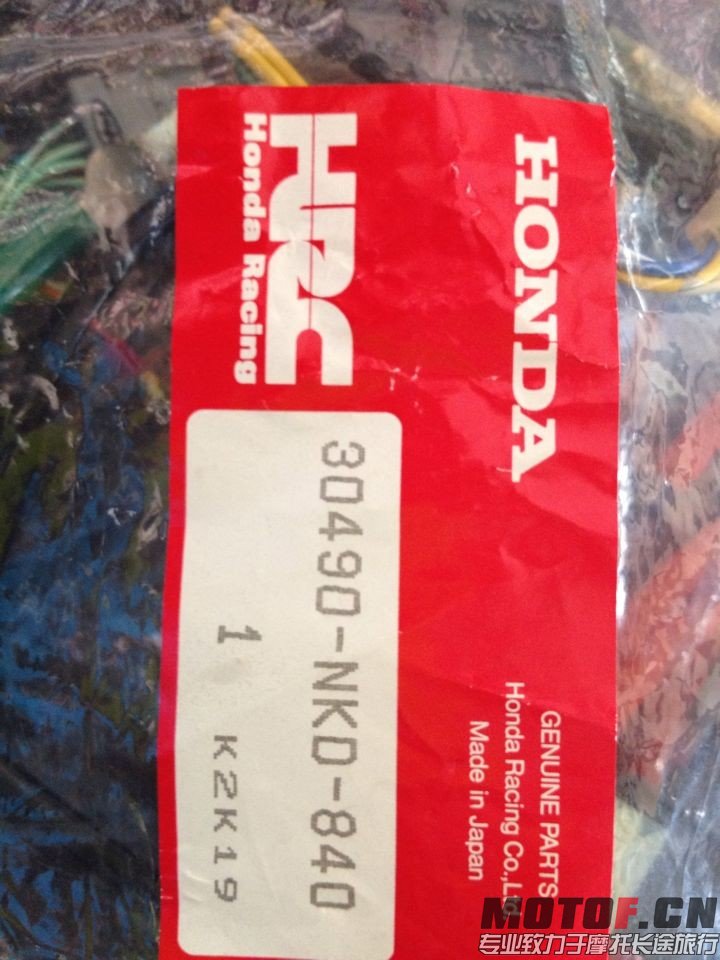 HONDA
HRC
Honda Racing
GENUINE PARTS
Honda Racing Co.,Ltd.
Made in Japan
30490-NKD-840
1 K2K19
MOTOF.CN
专业致力于摩托长途旅行